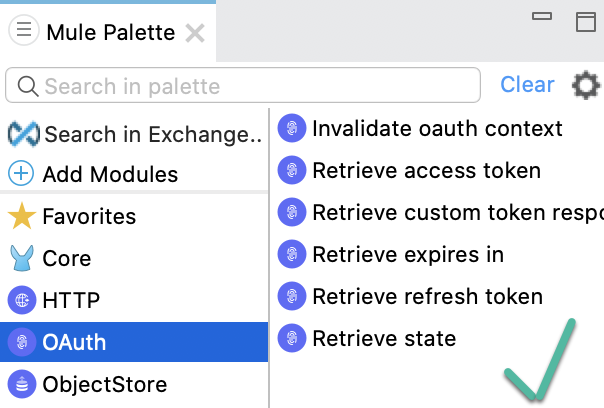 Mule Palette
Search in palette
Clear
Search in Exchange..
Add Modules
Favorites
Core
HTTP
OAuth
ObjectStore
Invalidate oauth context
Retrieve access token
Retrieve custom token respo
Retrieve expires in
Retrieve refresh token
Retrieve state